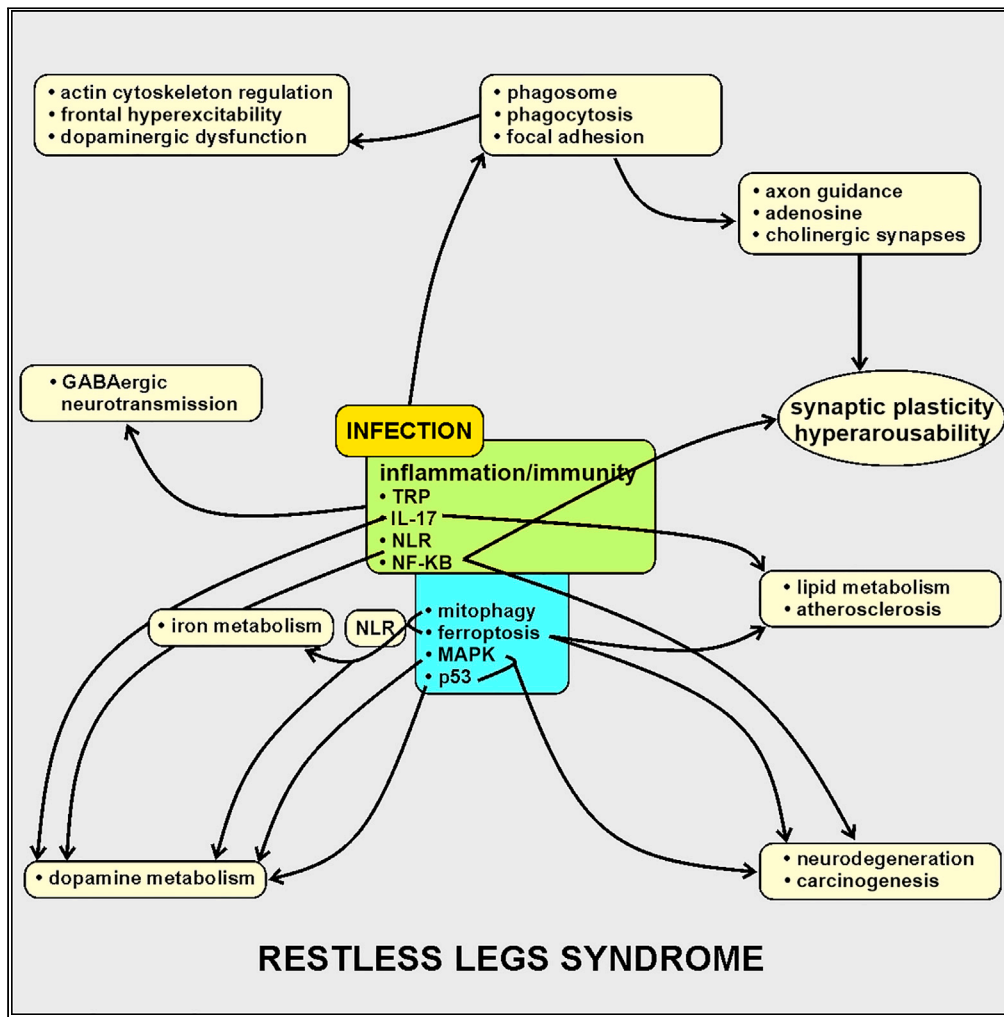 • actin cytoskeleton regulation
• frontal hyperexcitability
• dopaminergic dysfunction
• phagosome
• phagocytosis
• focal adhesion
• axon guidance
• adenosine
• cholinergic synapses
• GABAergic
neurotransmission
synaptic plasticity
hyperarousability
INFECTION
inflammation/immunity
• TRP
• IL-17
• NLR
• NF-KB
• lipid metabolism
• atherosclerosis
• iron metabolism
NLR
• mitophagy
• ferroptosis
• MAPK
• p53
• dopamine metabolism
• neurodegeneration
• carcinogenesis
RESTLESS LEGS SYNDROME